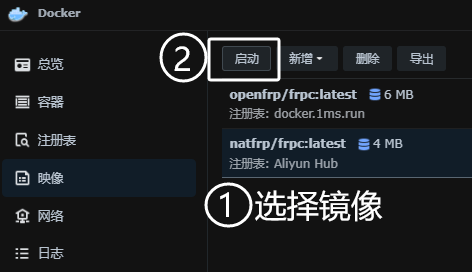 Docker
总览
容器
注册表
映像
网络
日志
② 启动 新增 删除 导出
openfrp/frpc:latest 6 MB
注册表: docker.1ms.run
natfrp/frpc:latest 4 MB
注册表: Aliyun Hub
① 选择镜像